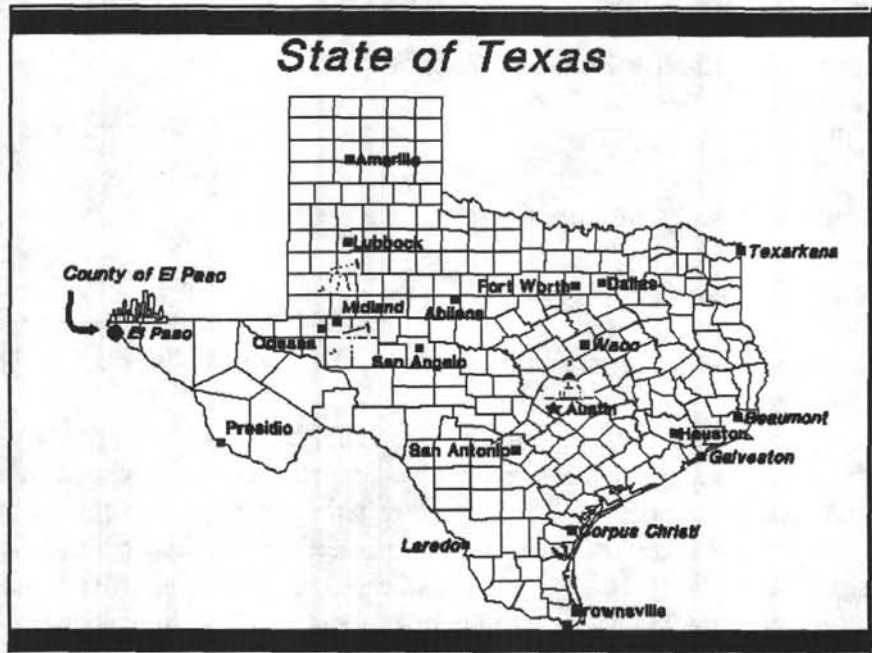 State of Texas
Amarillo
Lubbock
Texarkana
County of El Paso
Fort Worth
Dallas
Midland
Abilene
El Paso
Odessa
Waco
San Angelo
Austin
Beaumont
Presidio
Houston
San Antonio
Galveston
Corpus Christi
Laredo
Brownsville